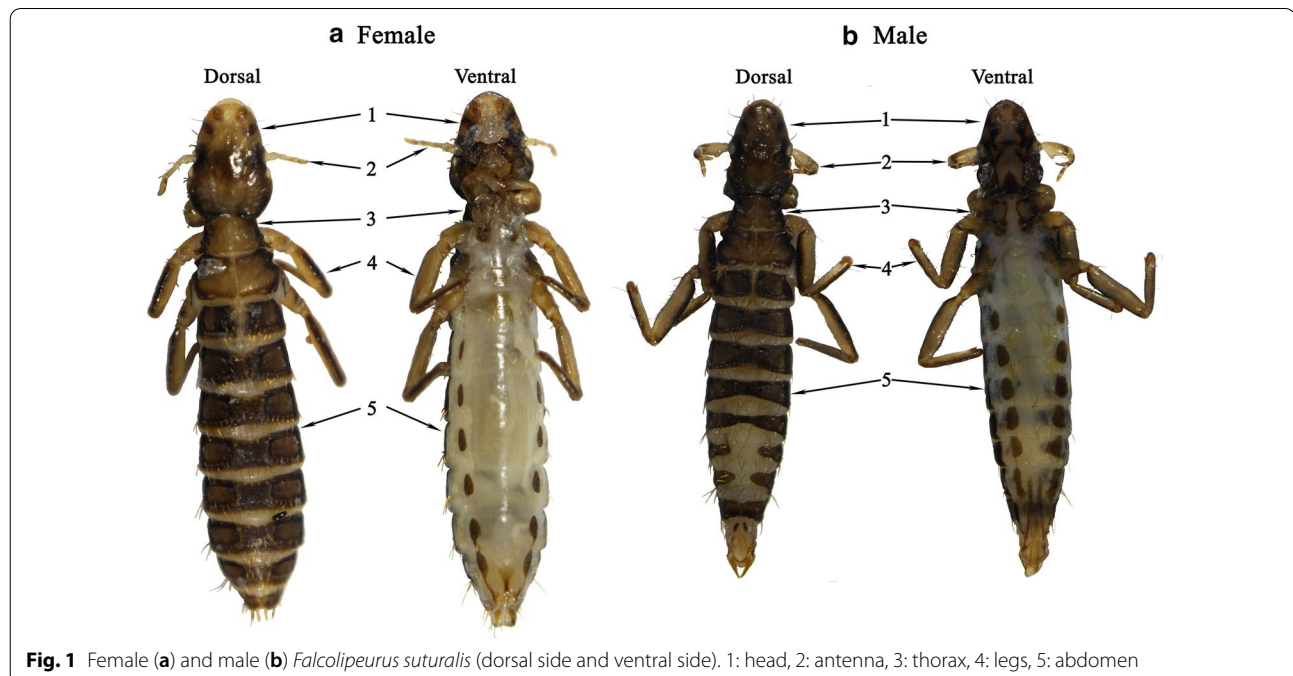 a Female
b Male
Dorsal
Ventral
Dorsal
Ventral
1
2
3
4
5
1
2
3
4
5
Fig. 1 Female (a) and male (b) Falcolipeurus suturalis (dorsal side and ventral side). 1: head, 2: antenna, 3: thorax, 4: legs, 5: abdomen